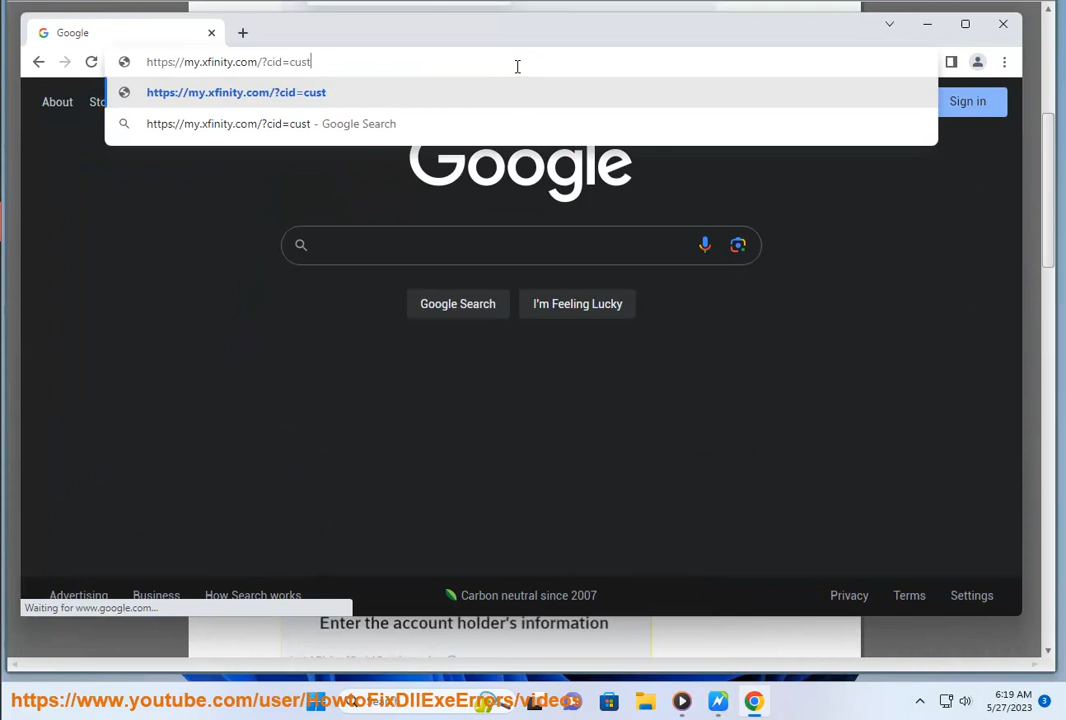 Google
https://my.xfinity.com/?cid=cust
https://my.xfinity.com/?cid=cust
https://my.xfinity.com/?cid=cust - Google Search
About
Sign in
Google
Google Search
I'm Feeling Lucky
Advertising Business How Search works
Carbon neutral since 2007
Privacy Terms Settings
Waiting for www.google.com...
Enter the account holder's information
https://www.youtube.com/user/HowtoFixDllExeErrors/videos
6:19 AM
5/27/2023
3